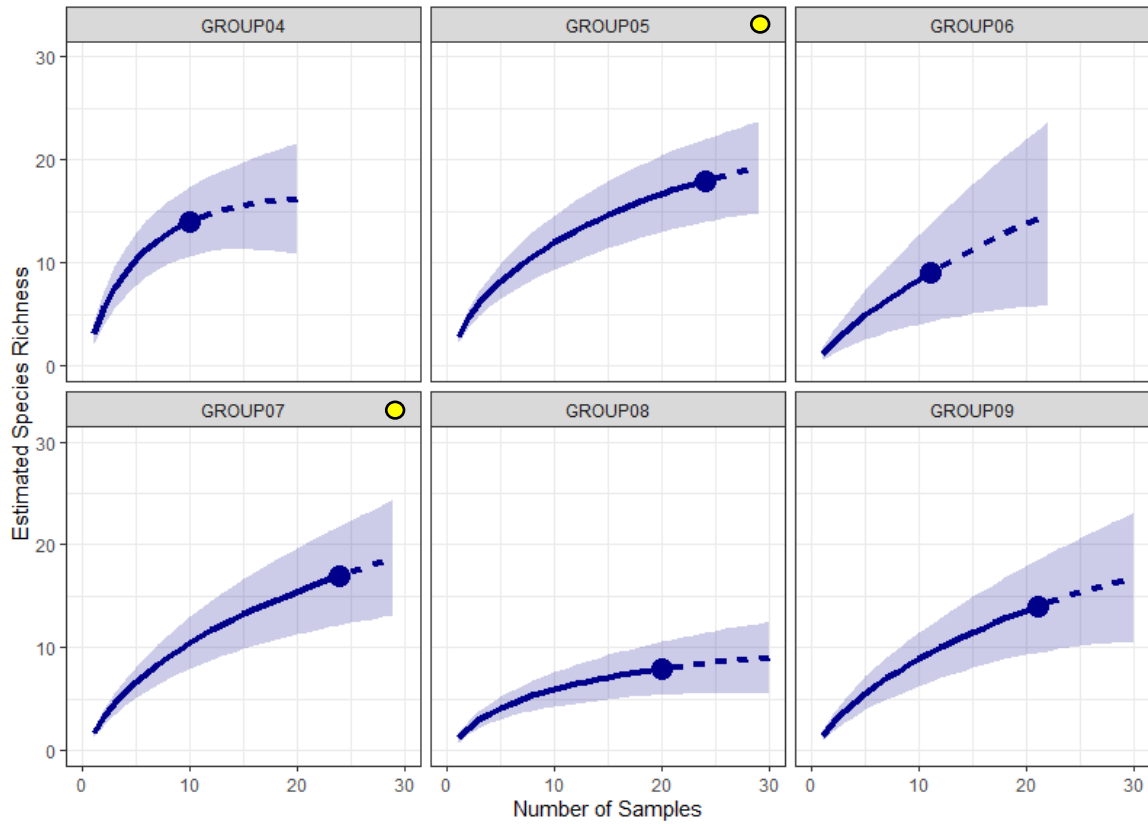 GROUP04
GROUP05
GROUP06
30
20
10
0
GROUP07
GROUP08
GROUP09
30
20
10
0
0 10 20 30
0 10 20 30
0 10 20 30
Estimated Species Richness
Number of Samples